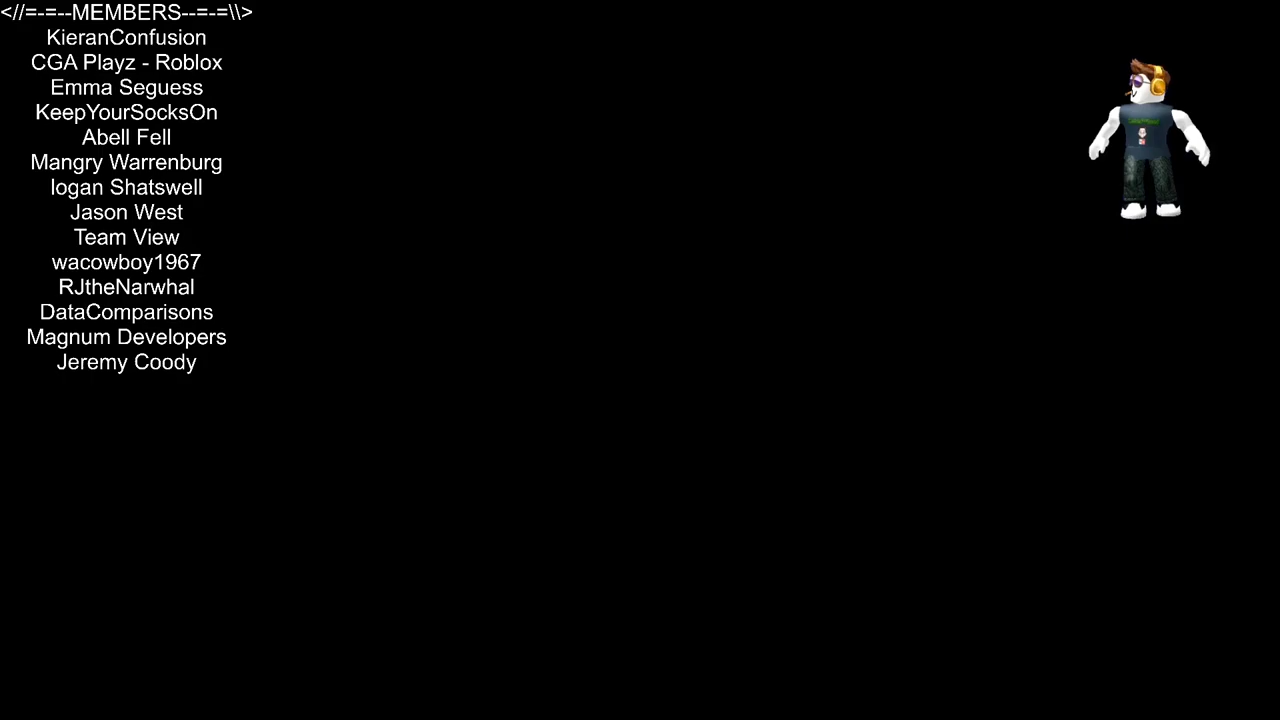 <//=-=--MEMBERS--=-=\\>
KieranConfusion
CGA Playz - Roblox
Emma Seguess
KeepYourSocksOn
Abell Fell
Mangry Warrenburg
logan Shatswell
Jason West
Team View
wacowboy1967
RJtheNarwhal
DataComparisons
Magnum Developers
Jeremy Coody